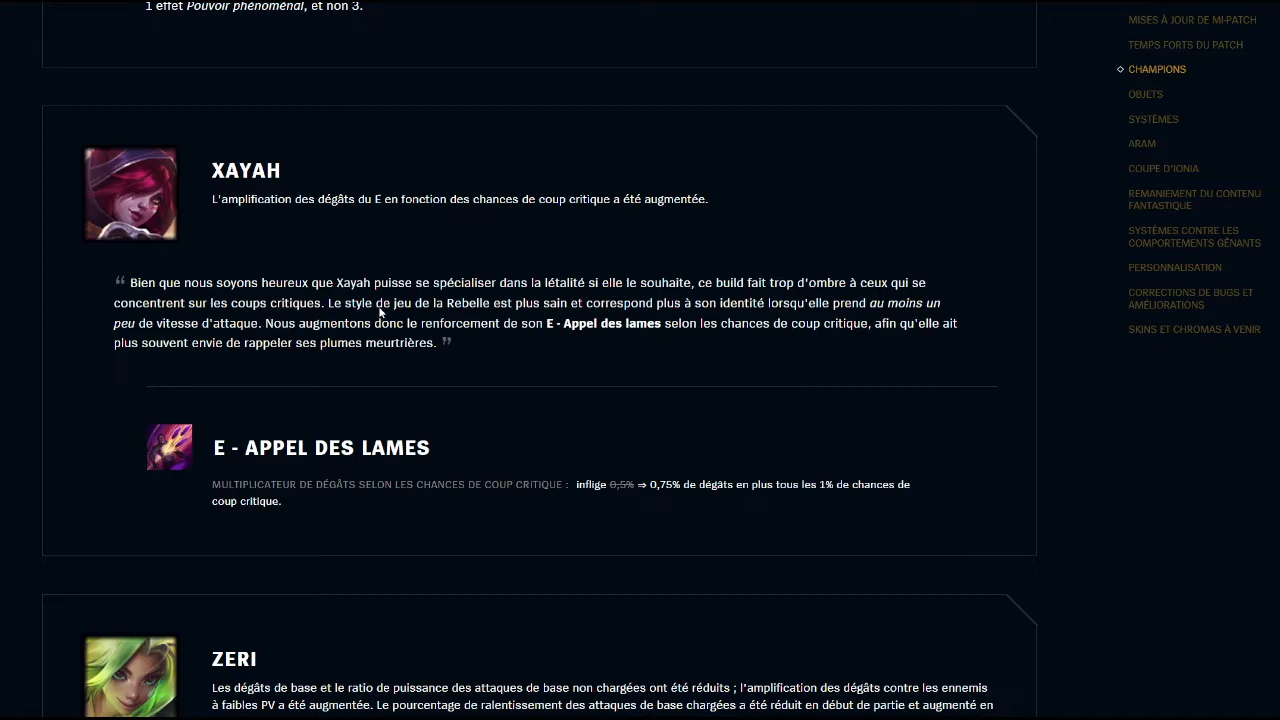 1 effet Pouvoir phénoménal, et non 3.
XAYAH
L'amplification des dégâts du E en fonction des chances de coup critique a été augmentée.
“ Bien que nous soyons heureux que Xayah puisse se spécialiser dans la létalité si elle le souhaite, ce build fait trop d'ombre à ceux qui se
concentrent sur les coups critiques. Le style de jeu de la Rebelle est plus sain et correspond plus à son identité lorsqu'elle prend au moins un
peu de vitesse d'attaque. Nous augmentons donc le renforcement de son E - Appel des lames selon les chances de coup critique, afin qu'elle ait
plus souvent envie de rappeler ses plumes meurtrières. ”
E - APPEL DES LAMES
MULTIPLICATEUR DE DÉGÂTS SELON LES CHANCES DE COUP CRITIQUE : inflige 0,5% ⇒ 0,75% de dégâts en plus tous les 1% de chances de
coup critique.
ZERI
Les dégâts de base et le ratio de puissance des attaques de base non chargées ont été réduits ; l'amplification des dégâts contre les ennemis
à faibles PV a été augmentée. Le pourcentage de ralentissement des attaques de base chargées a été réduit en début de partie et augmenté en
MISES À JOUR DE MI-PATCH
TEMPS FORTS DU PATCH
CHAMPIONS
OBJETS
SYSTÈMES
ARAM
COUPE D'IONIA
REMANIEMENT DU CONTENU
FANTASTIQUE
SYSTÈMES CONTRE LES
COMPORTEMENTS GÊNANTS
PERSONNALISATION
CORRECTIONS DE BUGS ET
AMÉLIORATIONS
SKINS ET CHROMAS À VENIR